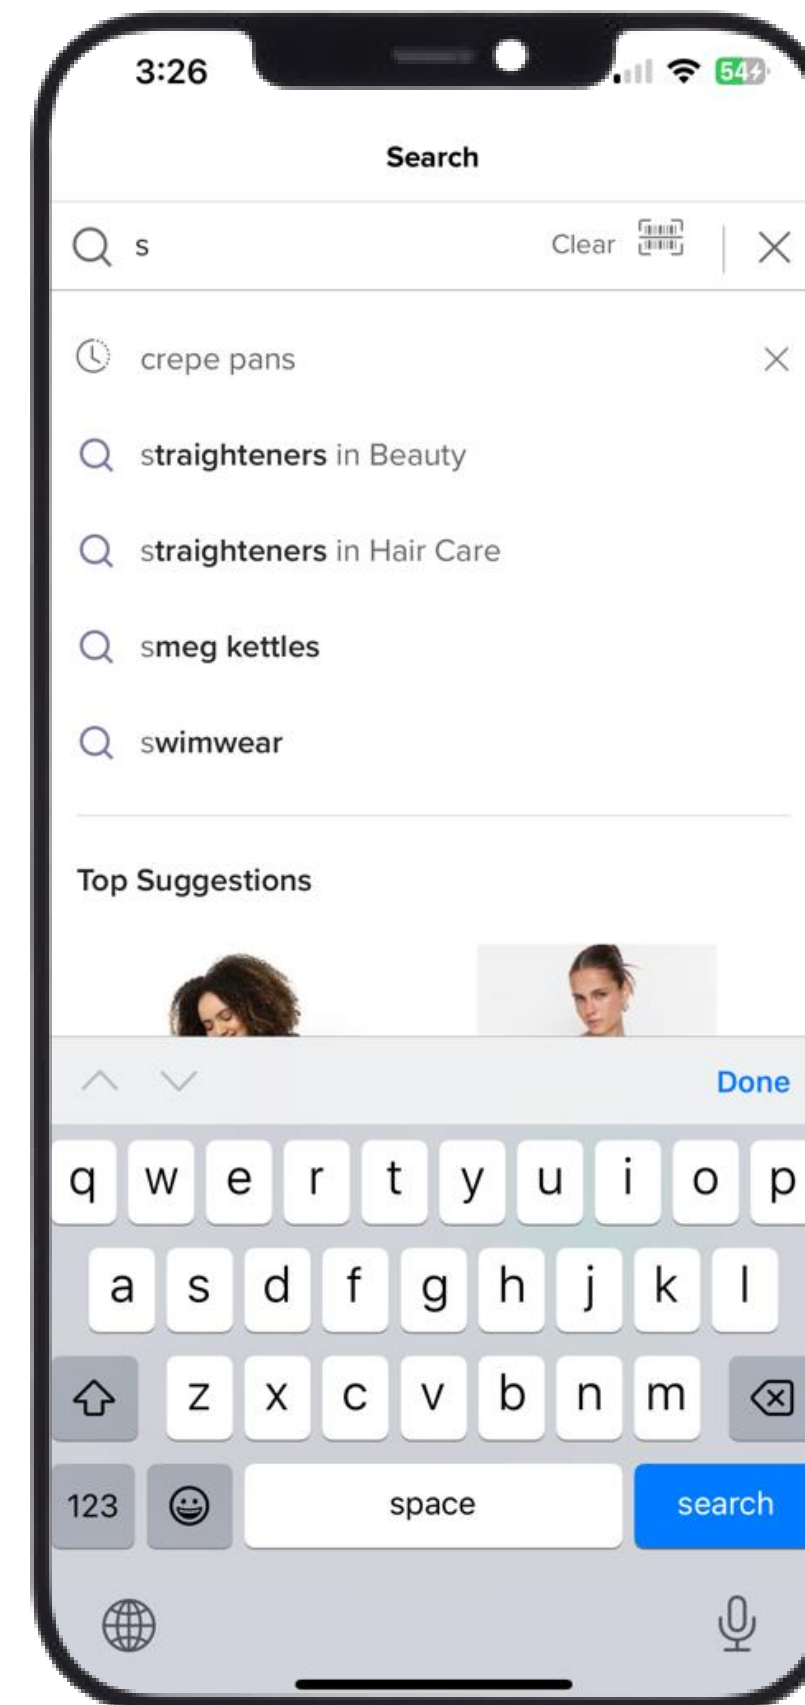 3:26
54
Search
s
Clear
crepe pans
straighteners in Beauty
straighteners in Hair Care
smeg kettles
swimwear
Top Suggestions
Done
q w e r t y u i o p
a s d f g h j k l
z x c v b n m
123 space search